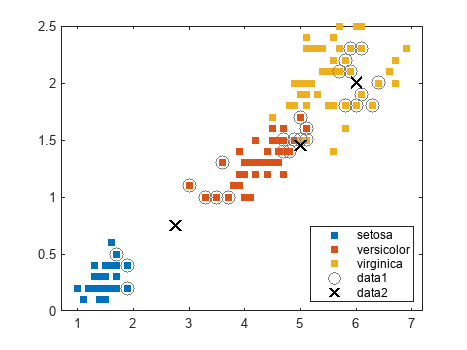 2.5
2
1.5
1
0.5
0
1 2 3 4 5 6 7
setosa
versicolor
virginica
data1
data2